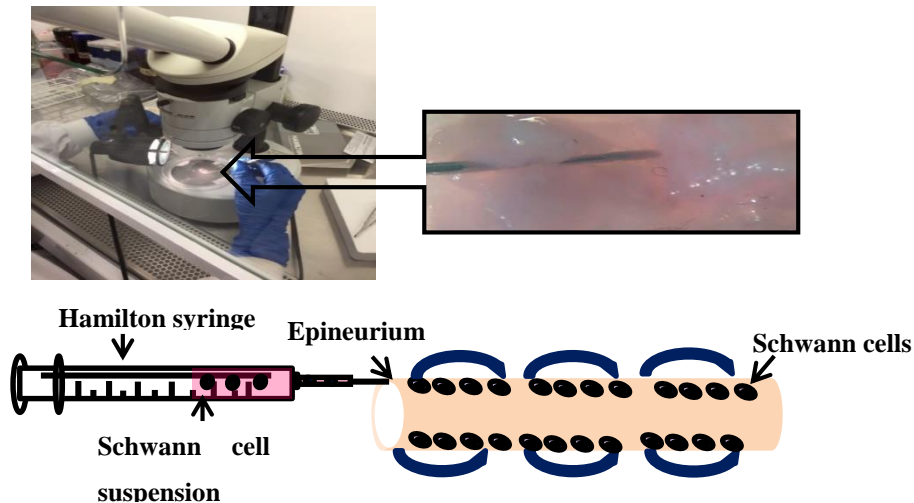 Hamilton syringe
Epineurium
Schwann cells
Schwann cell
suspension